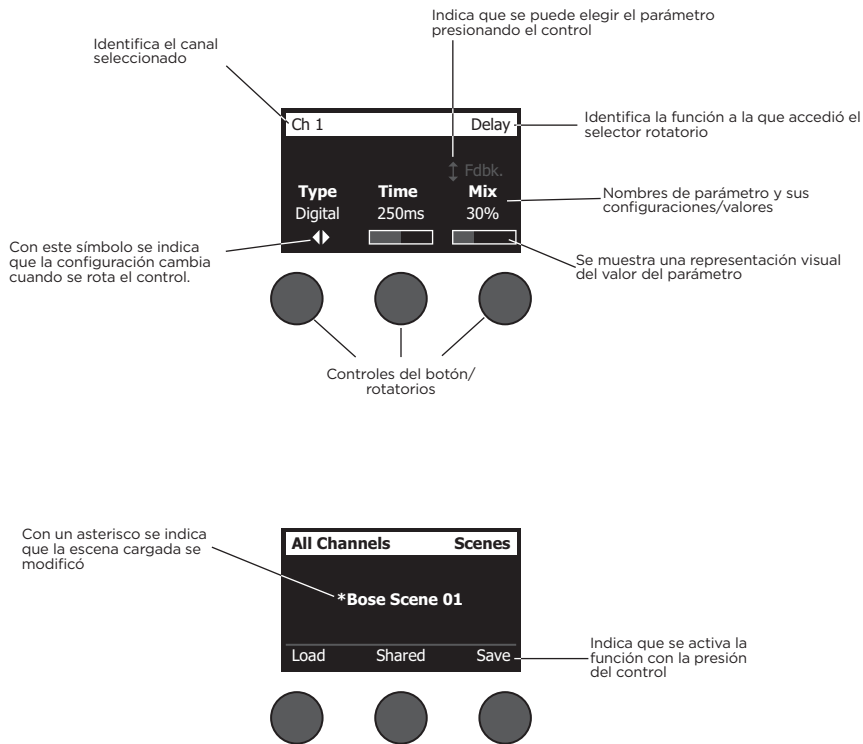 Indica que se puede elegir el parámetro
presionando el control
Identifica el canal
seleccionado
Ch 1
Delay
Identifica la función a la que accedió el
selector rotatorio
Fdbk.
Type
Time
Mix
Digital
250ms
30%
Nombres de parámetro y sus
configuraciones/valores
Con este símbolo se indica
que la configuración cambia
cuando se rota el control.
Se muestra una representación visual
del valor del parámetro
Controles del botón/
rotatorios
Con un asterisco se indica
que la escena cargada se
modificó
All Channels
Scenes
*Bose Scene 01
Load
Shared
Save
Indica que se activa la
función con la presión
del control